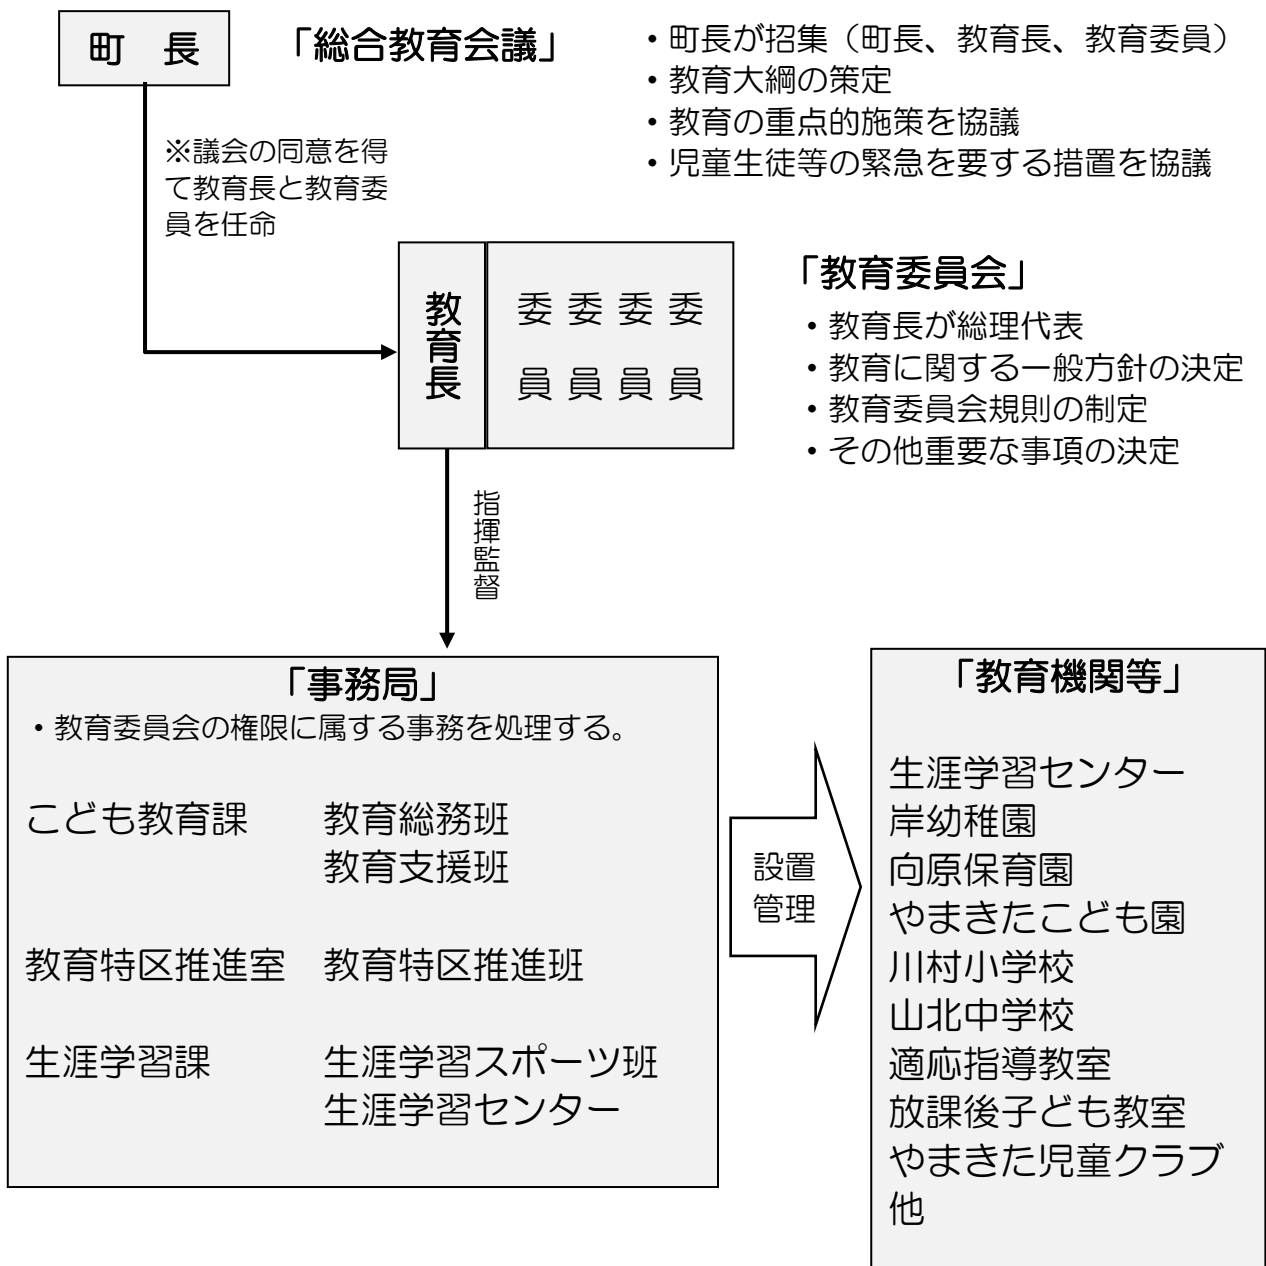 町　長
「総合教育会議」
・町長が招集（町長、教育長、教育委員）
・教育大綱の策定
・教育の重点的施策を協議
・児童生徒等の緊急を要する措置を協議
※議会の同意を得
て教育長と教育委
員を任命
教育長
委員
委員
委員
委員
「教育委員会」
・教育長が総理代表
・教育に関する一般方針の決定
・教育委員会規則の制定
・その他重要な事項の決定
指揮監督
「事務局」
・教育委員会の権限に属する事務を処理する。
こども教育課　　教育総務班
教育支援班
教育特区推進室　教育特区推進班
生涯学習課　　　生涯学習スポーツ班
生涯学習センター
設置
管理
「教育機関等」
生涯学習センター
岸幼稚園
向原保育園
やまきたこども園
川村小学校
山北中学校
適応指導教室
放課後子ども教室
やまきた児童クラブ
他